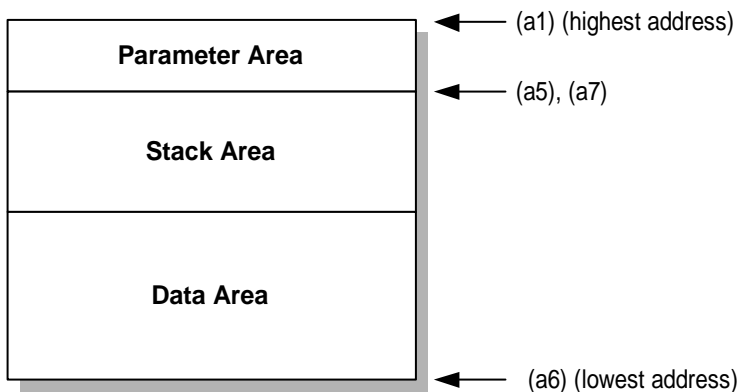 (a1) (highest address)
Parameter Area
(a5), (a7)
Stack Area
Data Area
(a6) (lowest address)